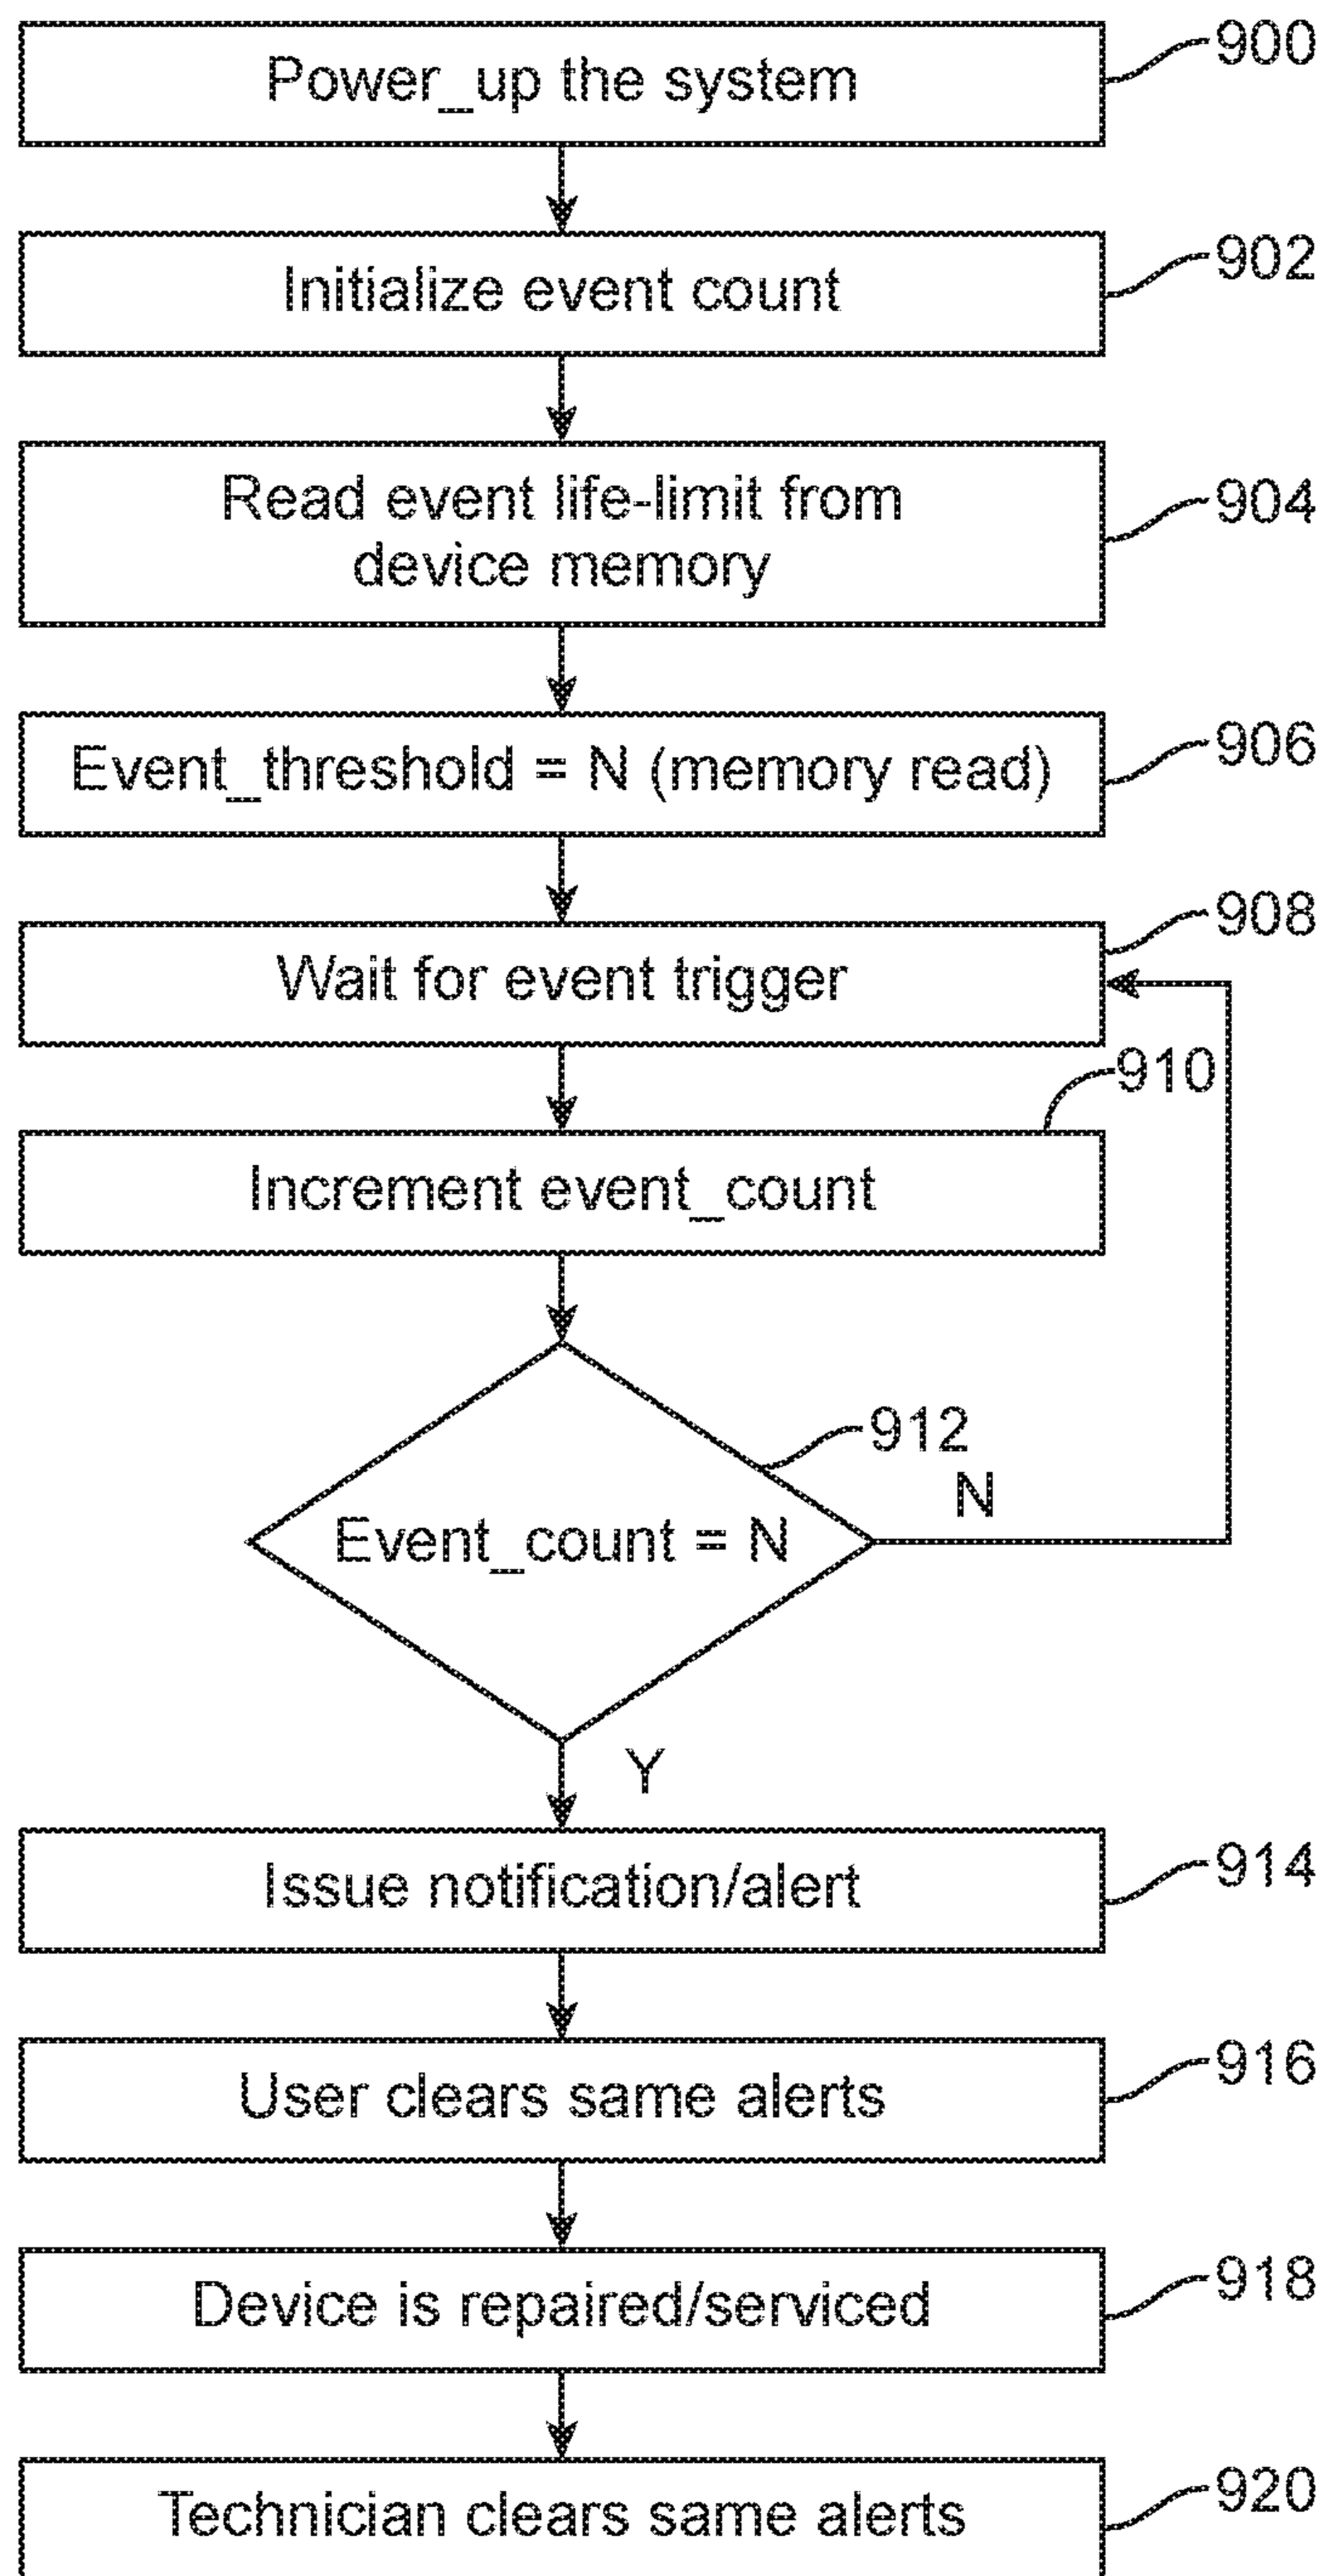 Power_up the system
900
Initialize event count
902
Read event life-limit from
device memory
904
Event_threshold = N (memory read)
906
Wait for event trigger
908
910
Increment event_count
912
N
Event_count = N
Y
Issue notification/alert
914
User clears same alerts
916
Device is repaired/serviced
918
Technician clears same alerts
920